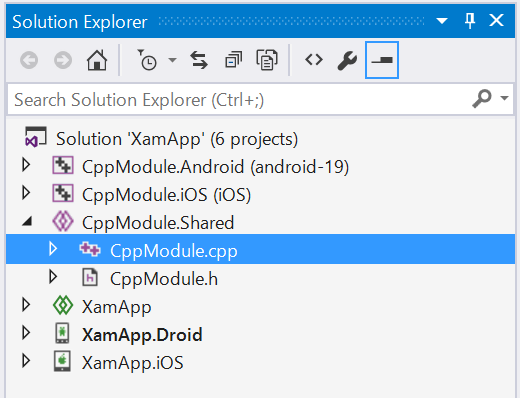 Solution Explorer
Search Solution Explorer (Ctrl+;)
Solution 'XamApp' (6 projects)
CppModule.Android (android-19)
CppModule.iOS (iOS)
CppModule.Shared
CppModule.cpp
CppModule.h
XamApp
XamApp.Droid
XamApp.iOS